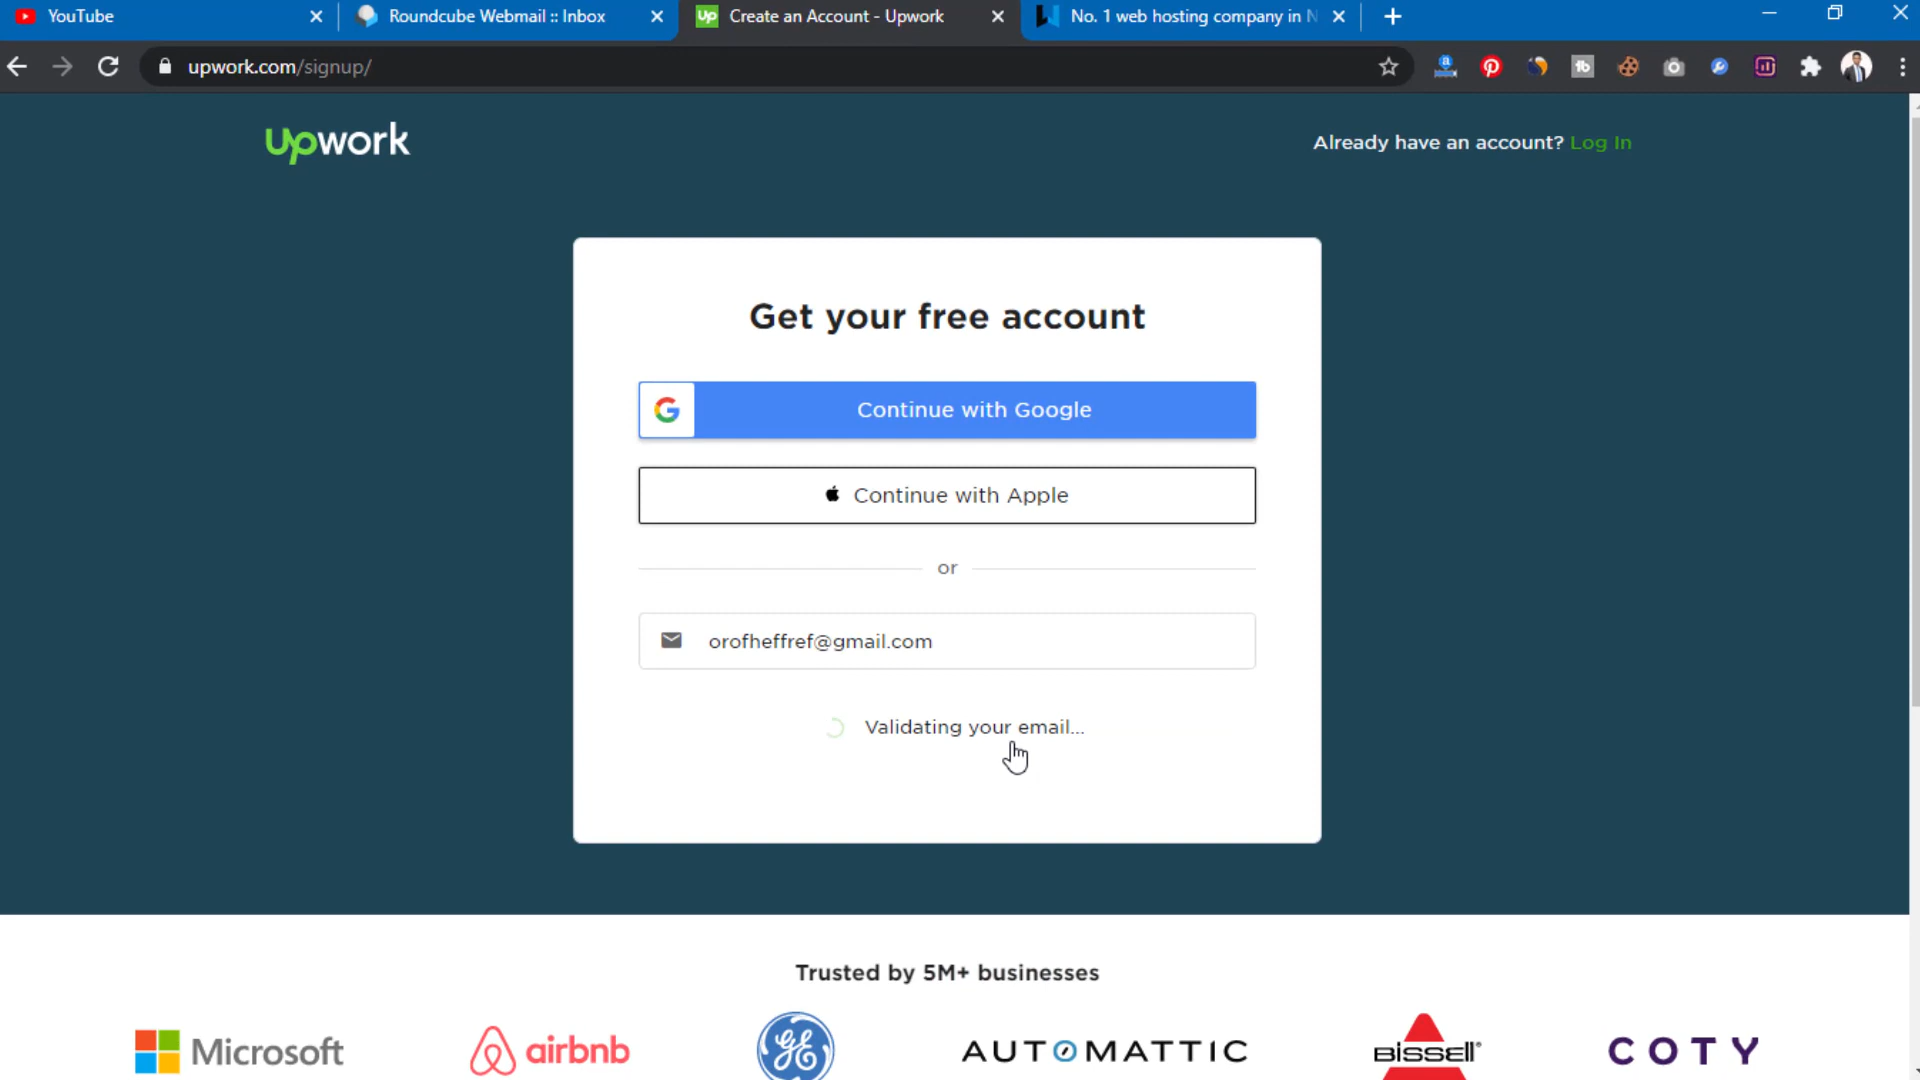 YouTube
Roundcube Webmail :: Inbox
Create an Account - Upwork
No. 1 web hosting company in N
upwork.com/signup/
upwork
Already have an account? Log In
Get your free account
Continue with Google
Continue with Apple
or
orofheffref@gmail.com
Validating your email...
Trusted by 5M+ businesses
Microsoft
airbnb
GE
AUTOMATTIC
BISSELL
COTY